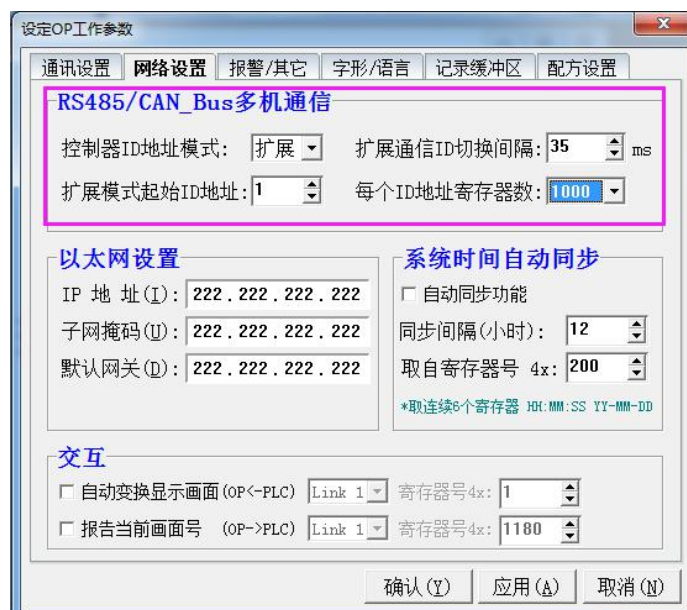 设定OP工作参数
通讯设置 网络设置 报警/其它 字形/语言 记录缓冲区 配方设置
RS485/CAN_Bus多机通信
控制器ID地址模式: 扩展 扩展通信ID切换间隔: 35 ms
扩展模式起始ID地址: 1 每个ID地址寄存器数: 1000
以太网设置
IP 地 址(I): 222.222.222.222
子网掩码(U): 222.222.222.222
默认网关(D): 222.222.222.222
系统时间自动同步
自动同步功能
同步间隔(小时): 12
取自寄存器号 4x: 200
*取连续6个寄存器 HH:MM:SS YY-MM-DD
交互
自动变换显示画面(OP<-PLC) Link 1 寄存器号4x: 1
报告当前画面号 (OP->PLC) Link 1 寄存器号4x: 1180
确认(Y) 应用(A) 取消(N)